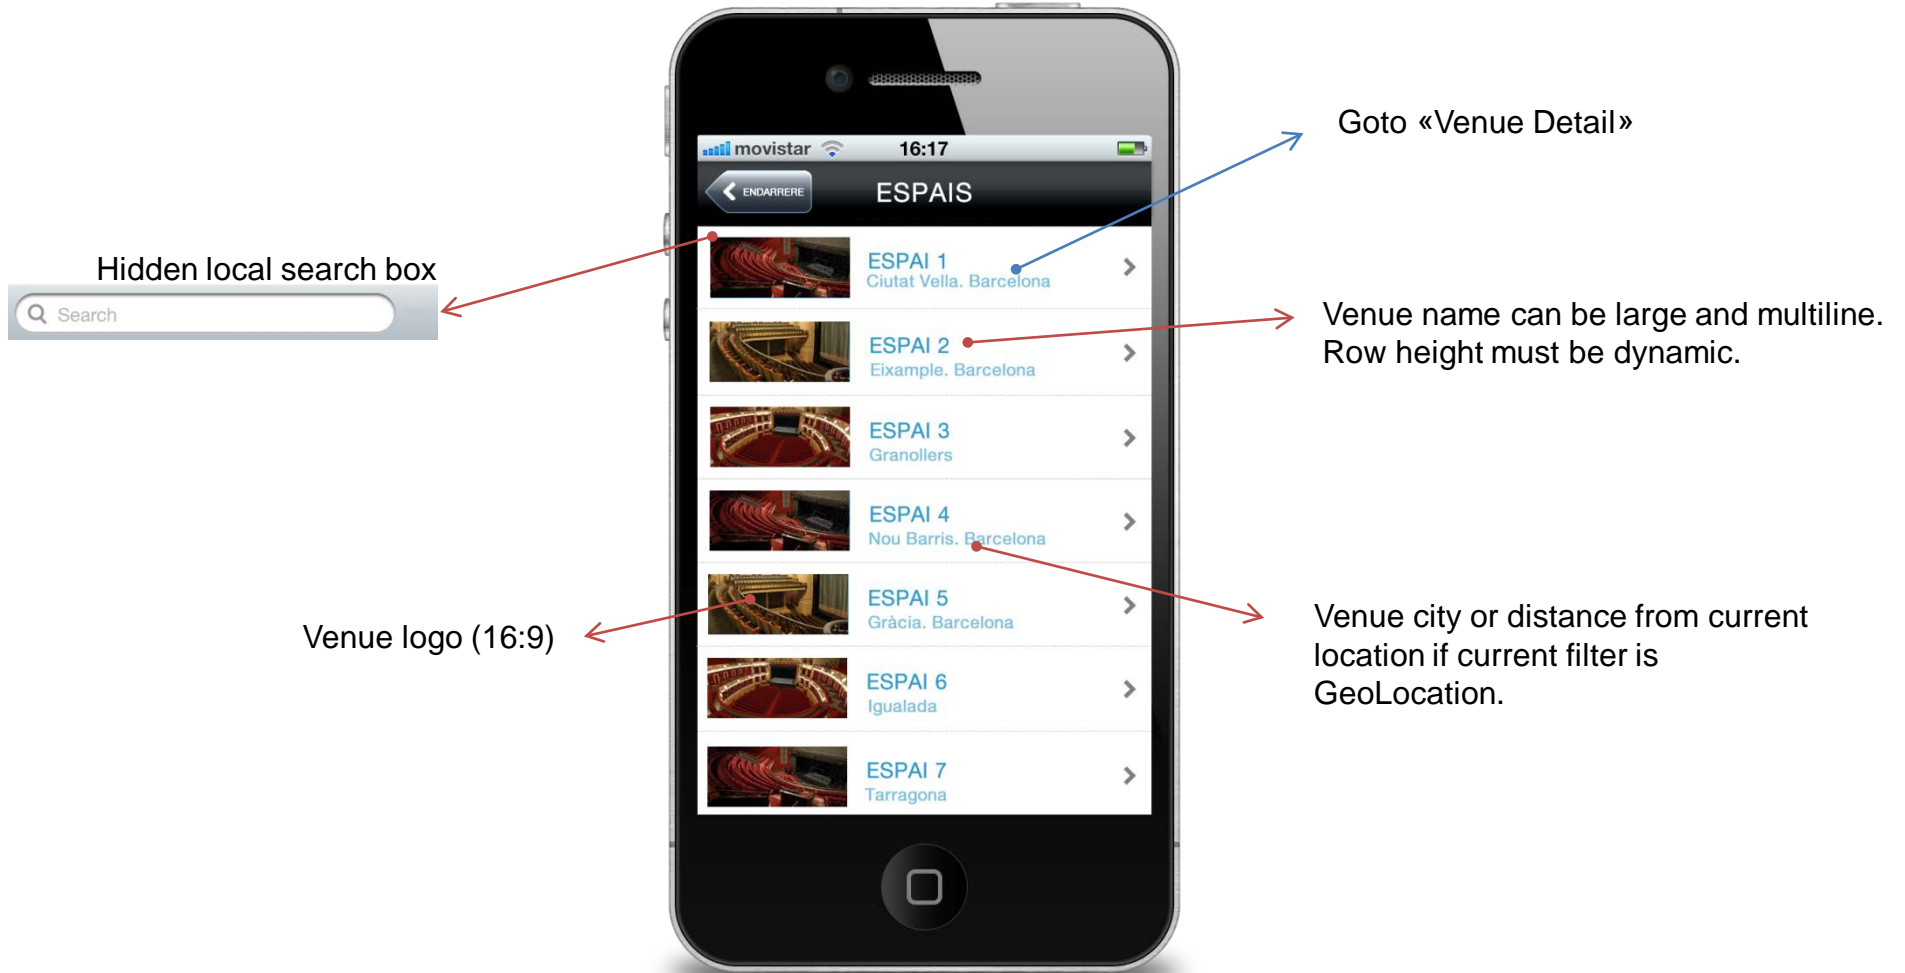 Goto «Venue Detail»
movistar
16:17
ENDARRERE
ESPAIS
Hidden local search box
Search
ESPAI 1
Ciutat Vella. Barcelona
Venue name can be large and multiline.
Row height must be dynamic.
ESPAI 2
Eixample. Barcelona
ESPAI 3
Granollers
ESPAI 4
Nou Barris. Barcelona
Venue logo (16:9)
ESPAI 5
Gràcia. Barcelona
Venue city or distance from current
location if current filter is
GeoLocation.
ESPAI 6
Igualada
ESPAI 7
Tarragona